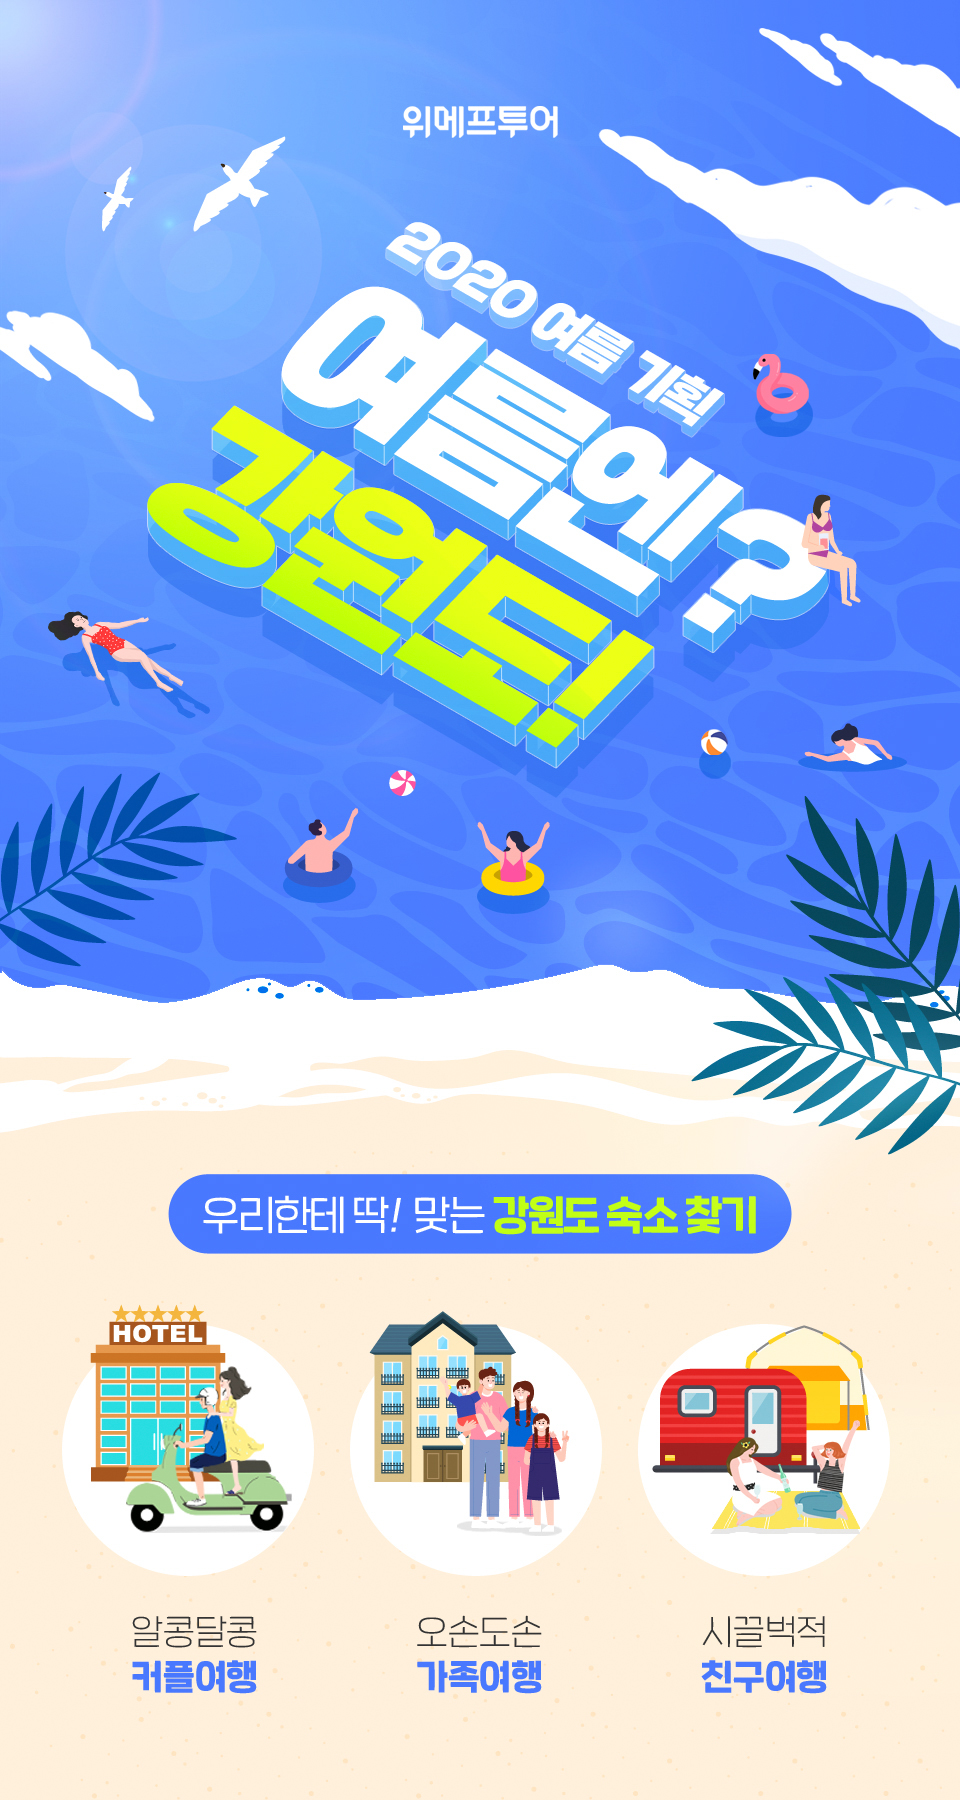 위메프투어
2020 여름 기획
여름엔?
강원도!
우리한테 딱! 맞는 강원도 숙소 찾기
HOTEL
알콩달콩
커플여행
오손도손
가족여행
시끌벅적
친구여행